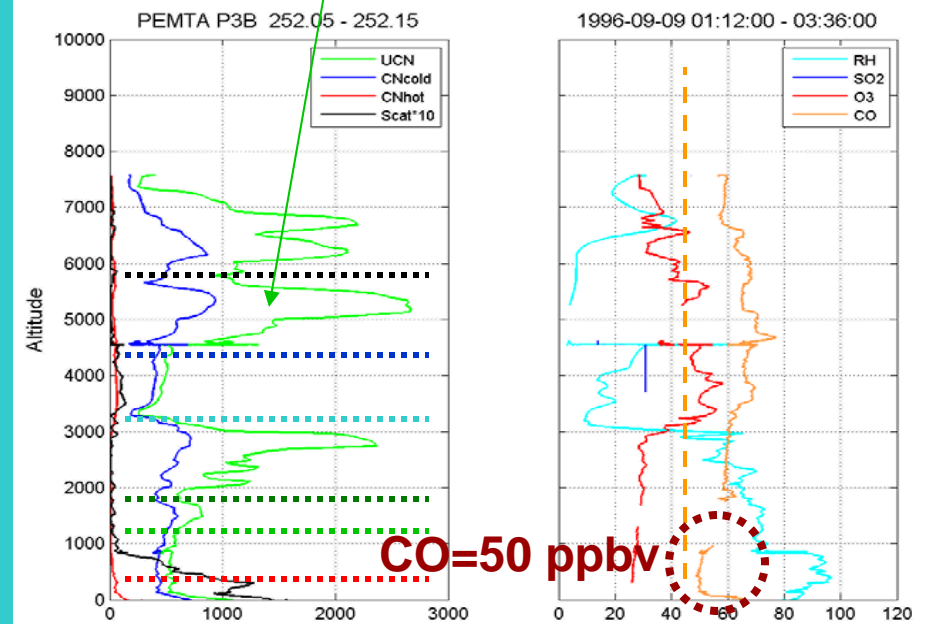 PEMTA P3B 252.05 - 252.15
10000
9000
8000
7000
6000
5000
4000
3000
2000
1000
0
Altitude
UCN
CNcold
CNhot
Scat*10
0 1000 2000 3000
1996-09-09 01:12:00 - 03:36:00
RH
SO2
O3
CO
CO=50 ppbv
0 20 40 60 80 100 120